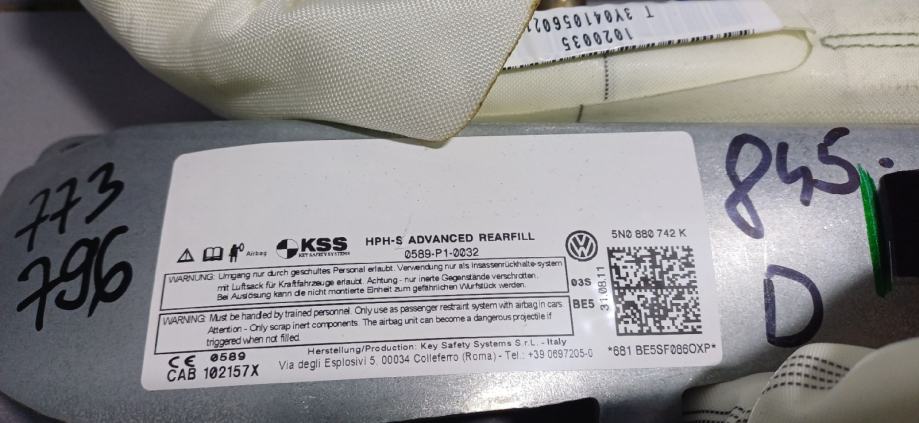 1020035
T 3Y041056021
773
796
845.
D
Airbag
KSS
KEY SAFETY SYSTEMS
HPH-S ADVANCED REARFILL
0589-P1-0032
5N0 880 742 K
WARNUNG: Umgang nur durch geschultes Personal erlaubt. Verwendung nur als Insassenrückhalte-system
mit Luftsack für Kraftfahrzeuge erlaubt. Achtung - nur inerte Gegenstände verschrotten.
Bei Auslösung kann die nicht montierte Einheit zum gefährlichen Wurfstück werden.
03S
BE5
31.08.11
WARNING: Must be handled by trained personnel. Only use as passenger restraint system with airbag in cars.
Attention - Only scrap inert components. The airbag unit can become a dangerous projectile if
triggered when not filled.
CE 0589
CAB 102157X
Herstellung/Production: Key Safety Systems S.r.L. - Italy
Via degli Esplosivi 5, 00034 Colleferro (Roma) - Tel.: +39 0697205-0
*681 BE5SF086OXP*